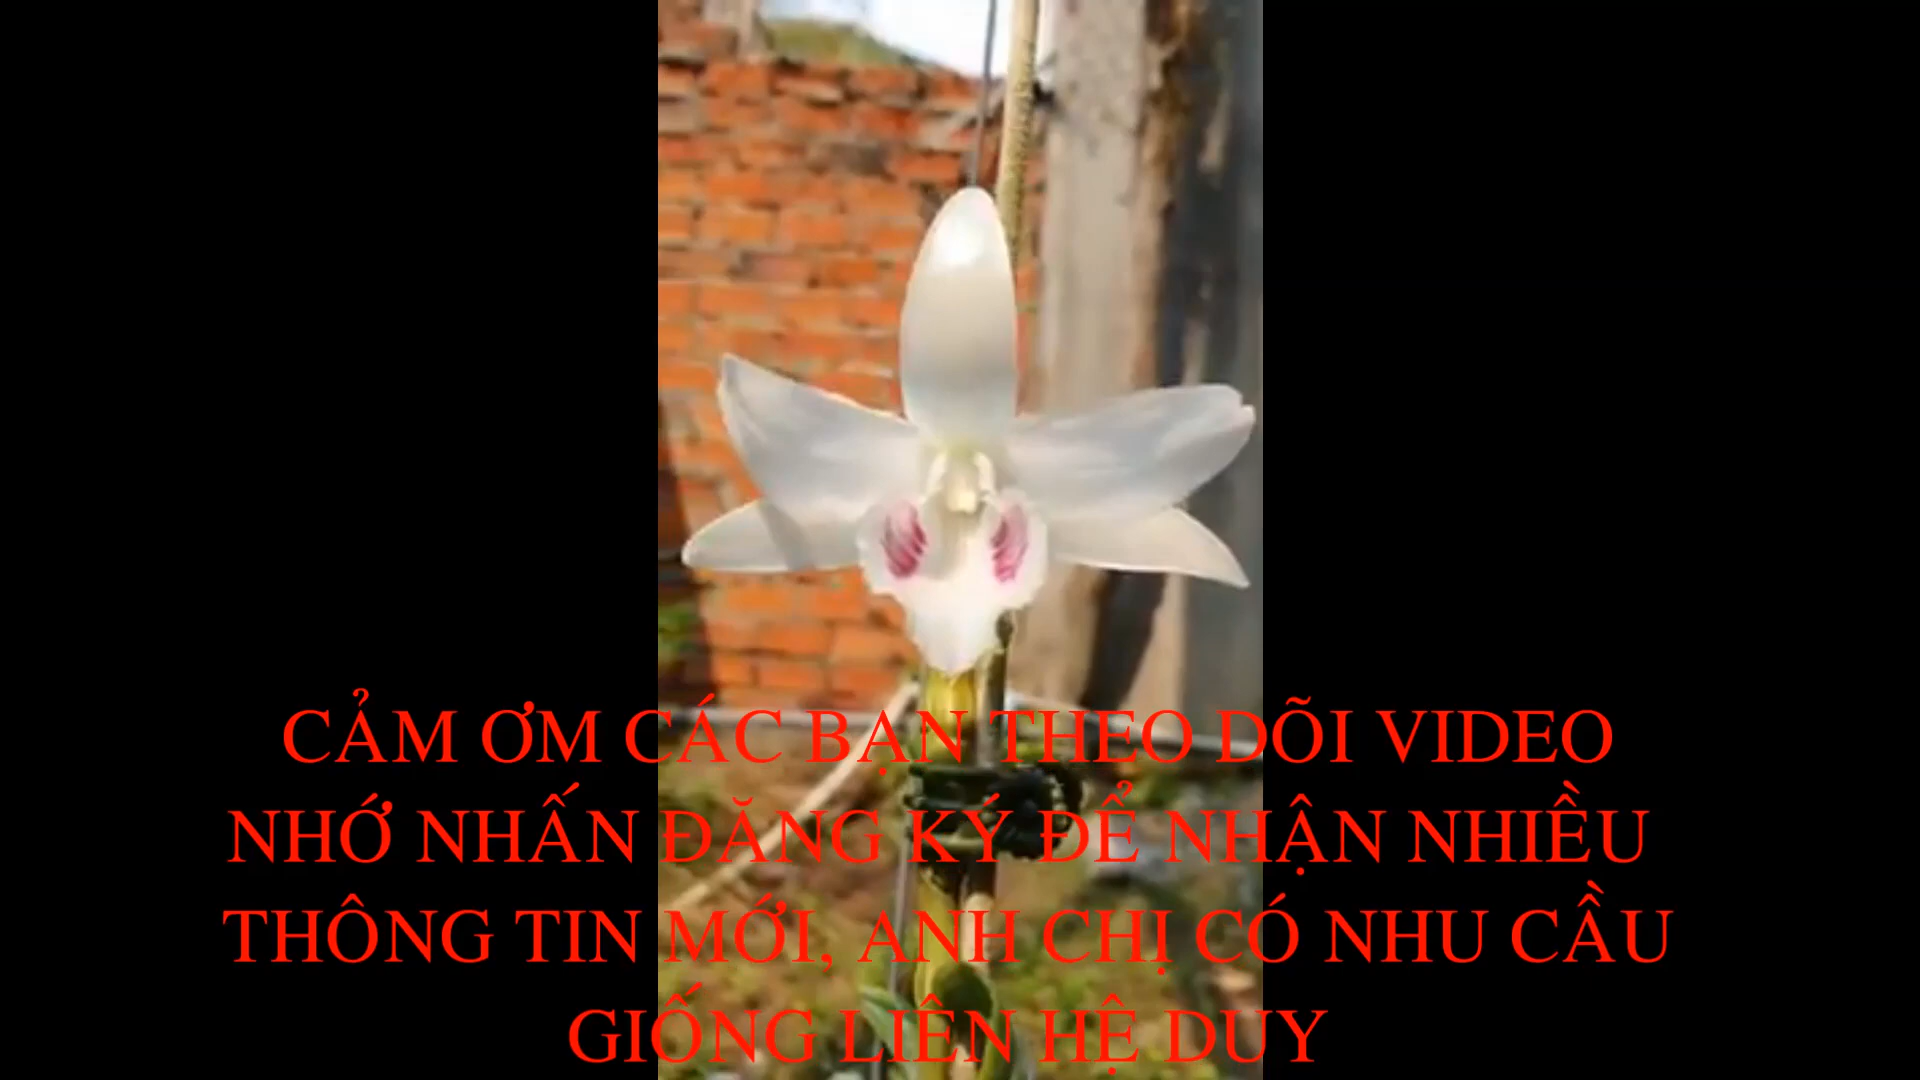 CẢM ƠM CÁC BẠN THEO DÕI VIDEO
NHỚ NHẤN ĐĂNG KÝ ĐỂ NHẬN NHIỀU
THÔNG TIN MỚI, ANH CHỊ CÓ NHU CẦU
GIỐNG LIÊN HỆ DUY